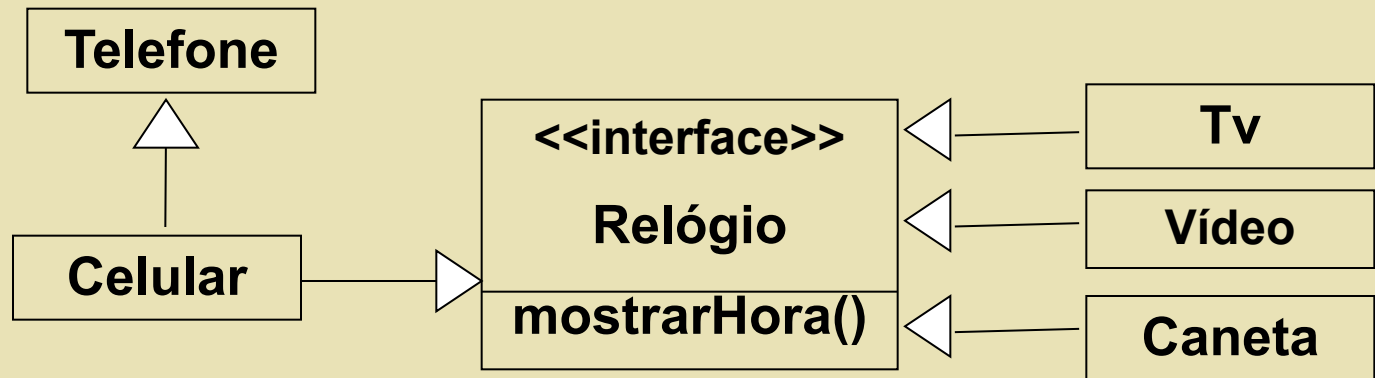 Telefone
<<interface>>
Relógio
mostrarHora()
Celular
Tv
Vídeo
Caneta